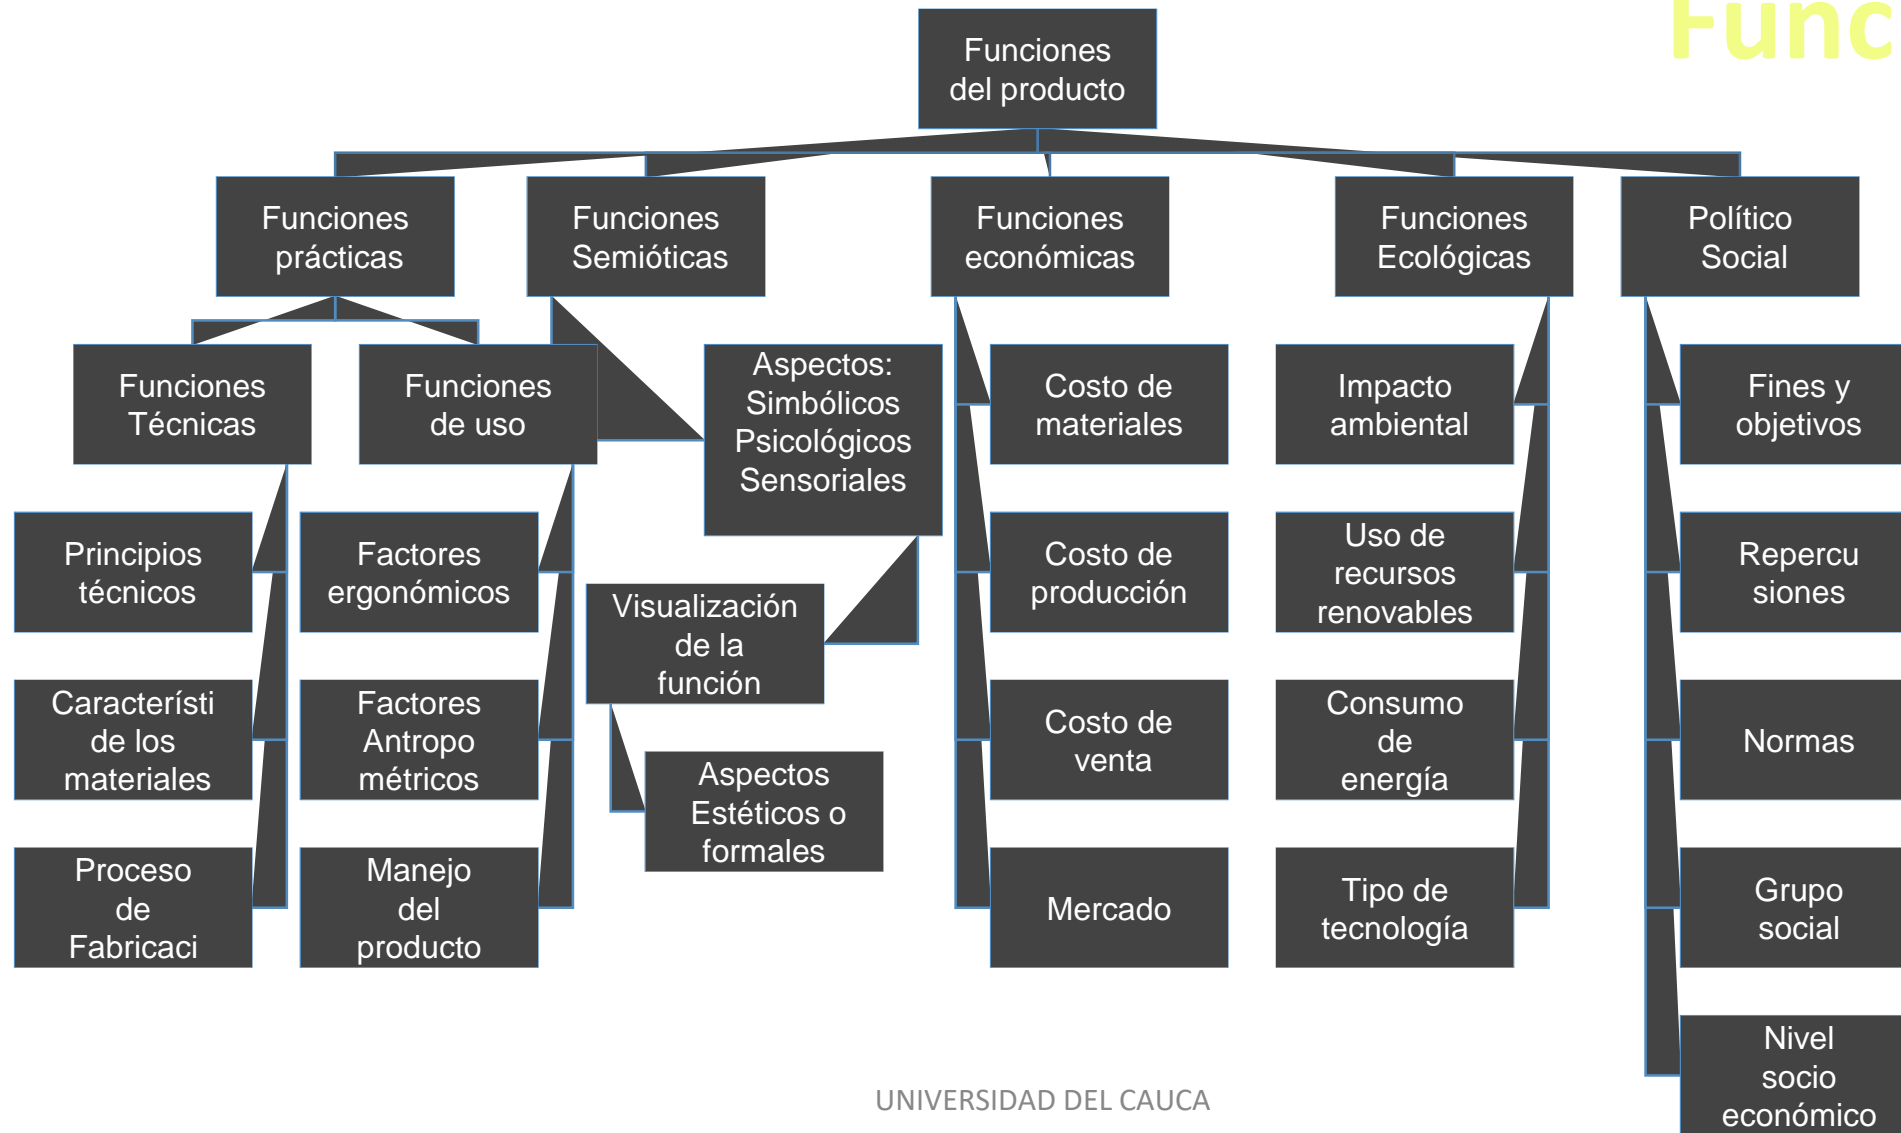 Func
Funciones
del producto
Funciones
prácticas
Funciones
Semióticas
Funciones
económicas
Funciones
Ecológicas
Político
Social
Funciones
Técnicas
Funciones
de uso
Aspectos:
Simbólicos
Psicológicos
Sensoriales
Costo de
materiales
Impacto
ambiental
Fines y
objetivos
Principios
técnicos
Factores
ergonómicos
Visualización
de la
función
Costo de
producción
Uso de
recursos
renovables
Repercu
siones
Característi
de los
materiales
Factores
Antropo
métricos
Aspectos
Estéticos o
formales
Costo de
venta
Consumo
de
energía
Normas
Proceso
de
Fabricaci
Manejo
del
producto
Mercado
Tipo de
tecnología
Grupo
social
Nivel
socio
económico
UNIVERSIDAD DEL CAUCA